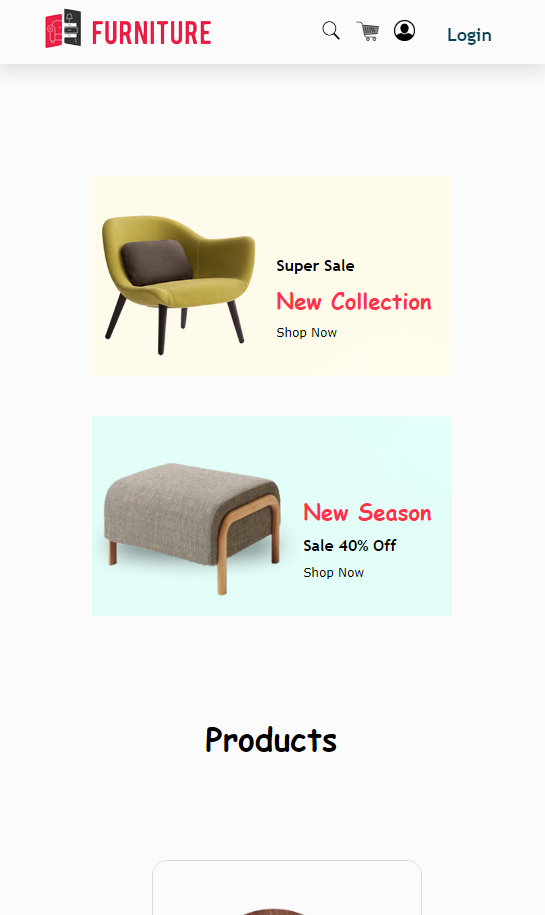 FURNITURE
Login
Super Sale
New Collection
Shop Now
New Season
Sale 40% Off
Shop Now
Products